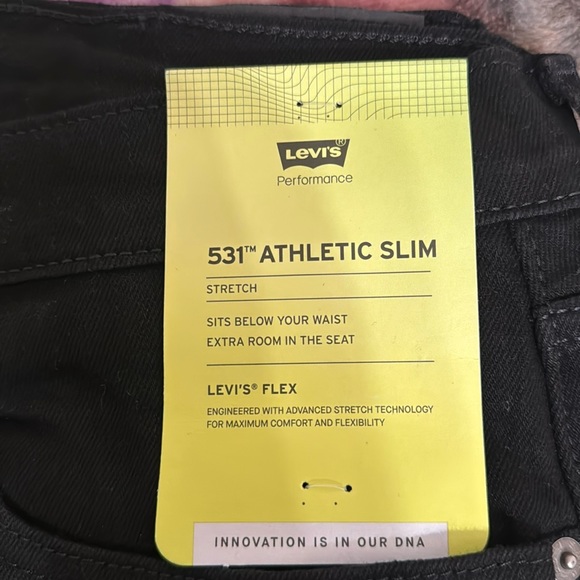 Levi's®
Performance
531™ ATHLETIC SLIM
STRETCH
SITS BELOW YOUR WAIST
EXTRA ROOM IN THE SEAT
LEVI'S® FLEX
ENGINEERED WITH ADVANCED STRETCH TECHNOLOGY
FOR MAXIMUM COMFORT AND FLEXIBILITY
INNOVATION IS IN OUR DNA